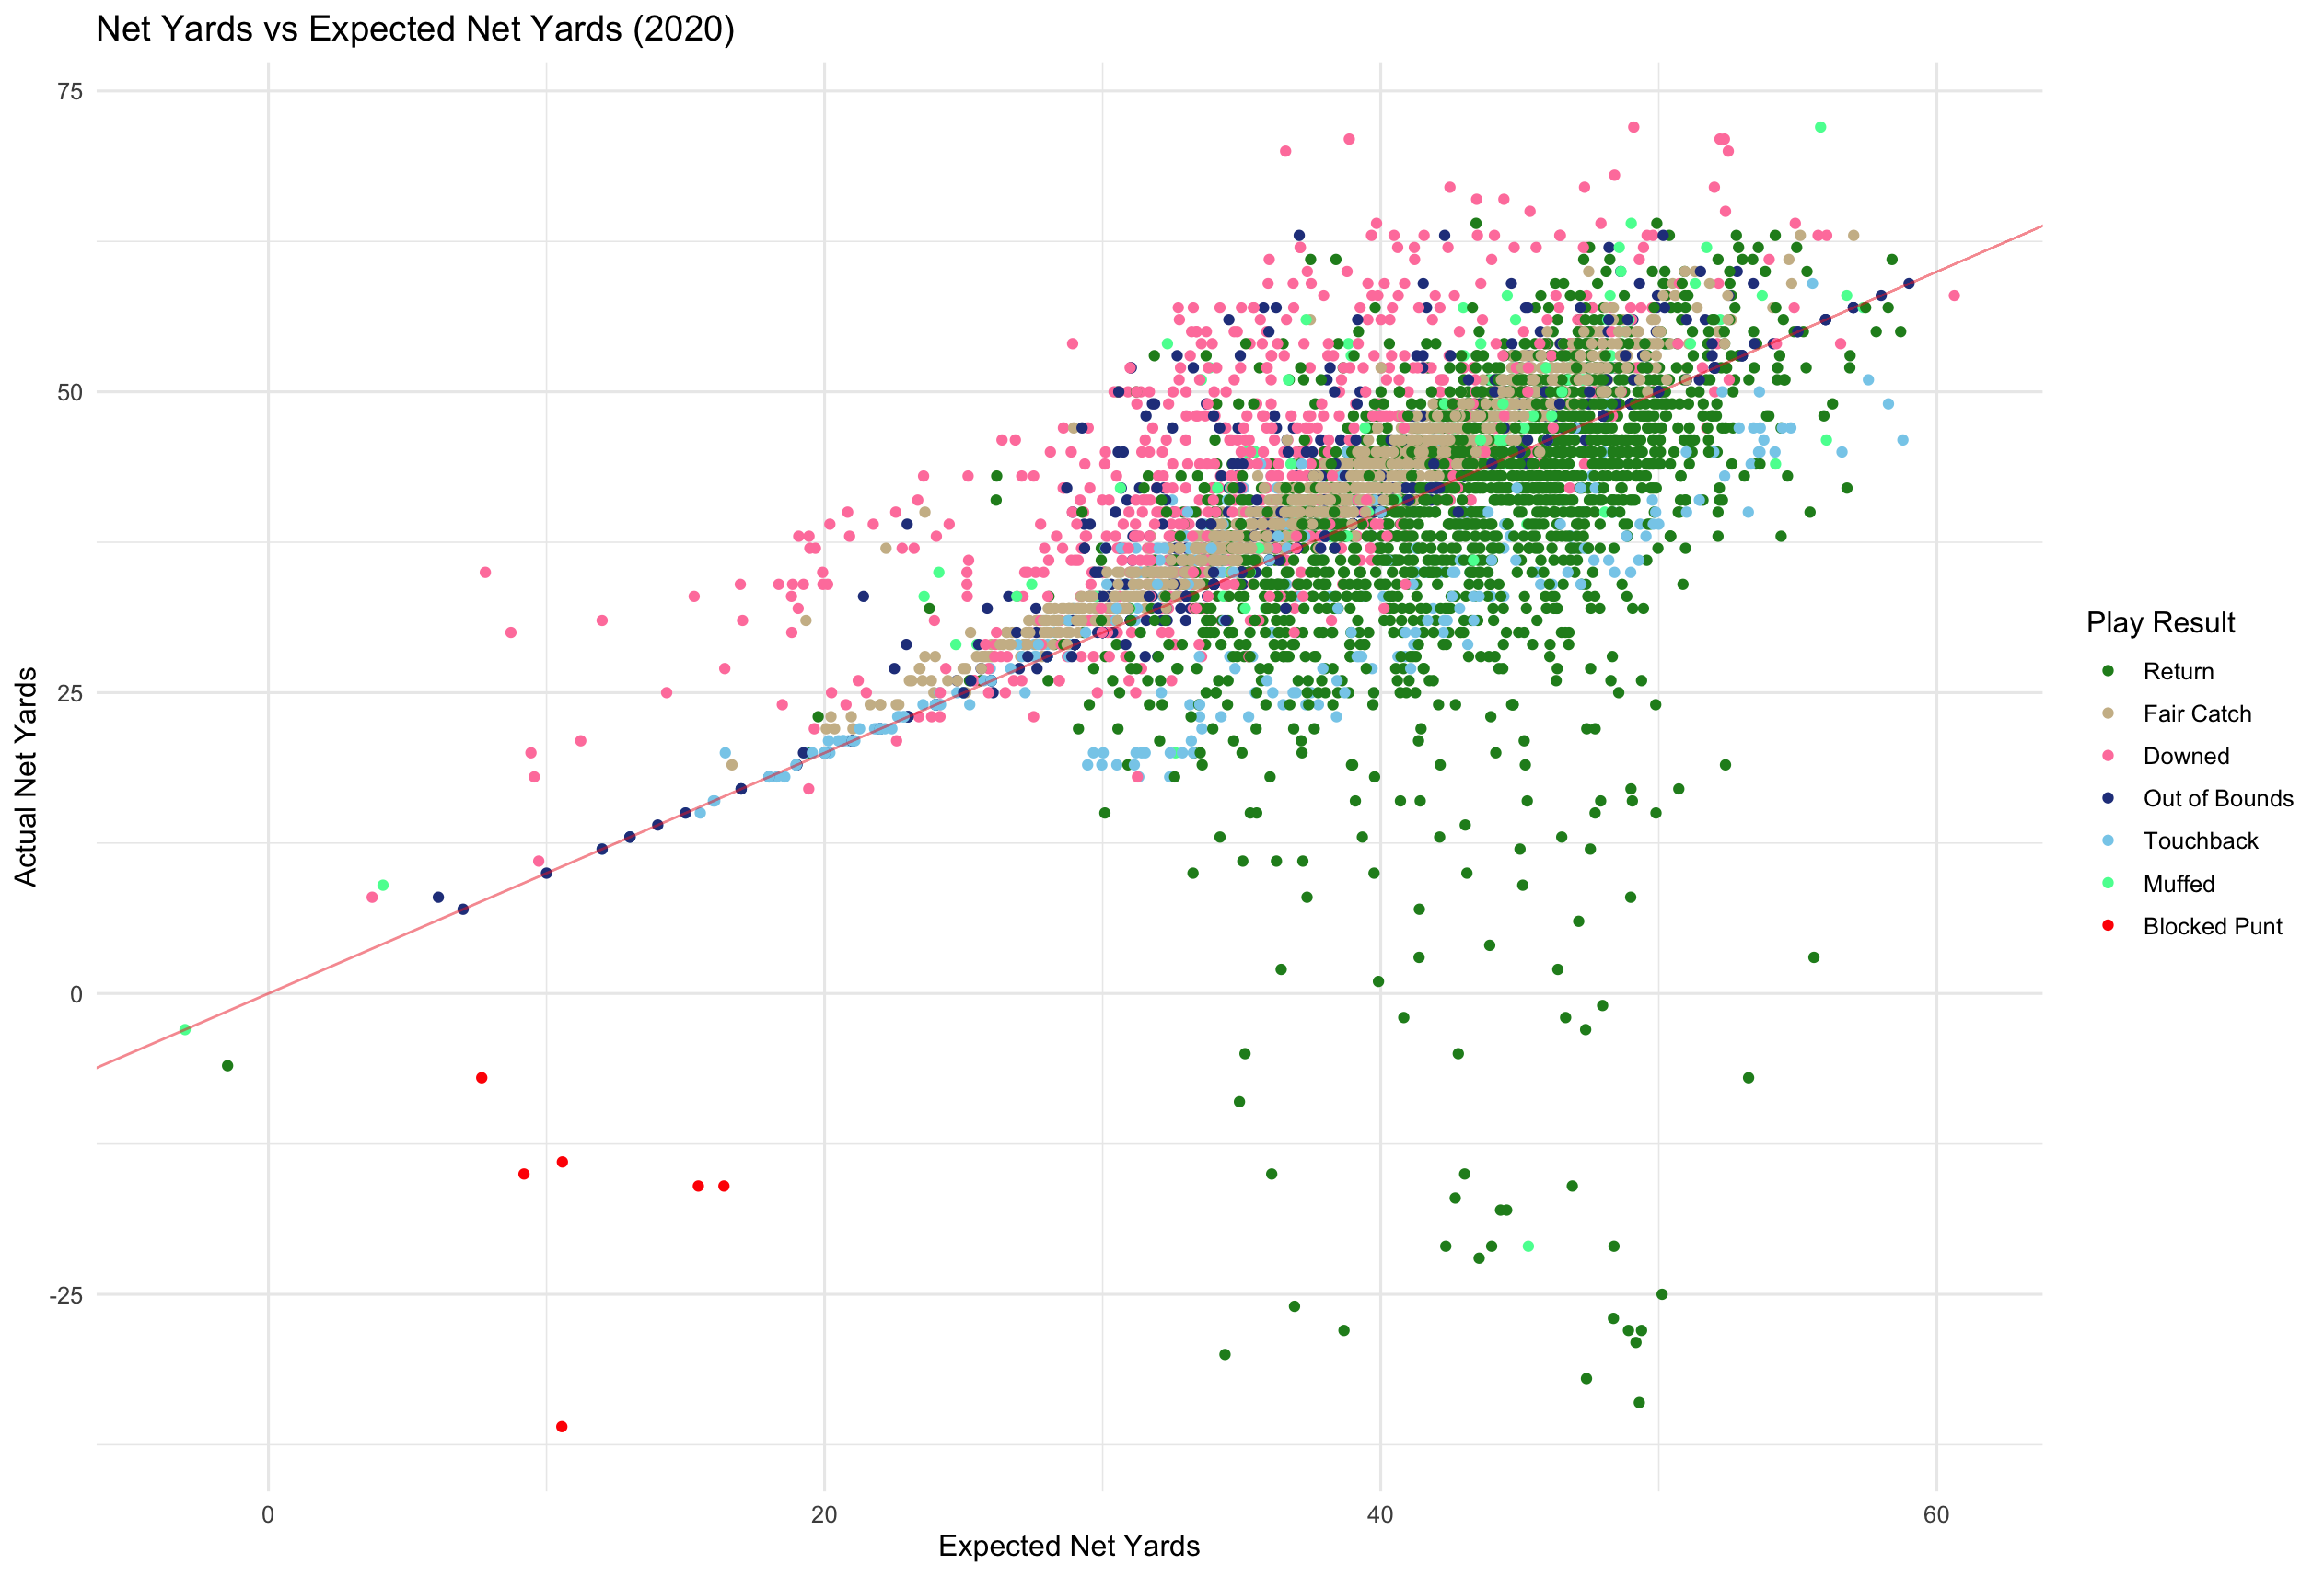 Net Yards vs Expected Net Yards (2020)
75
50
25
0
-25
Actual Net Yards
0
20
40
60
Expected Net Yards
Play Result
Return
Fair Catch
Downed
Out of Bounds
Touchback
Muffed
Blocked Punt